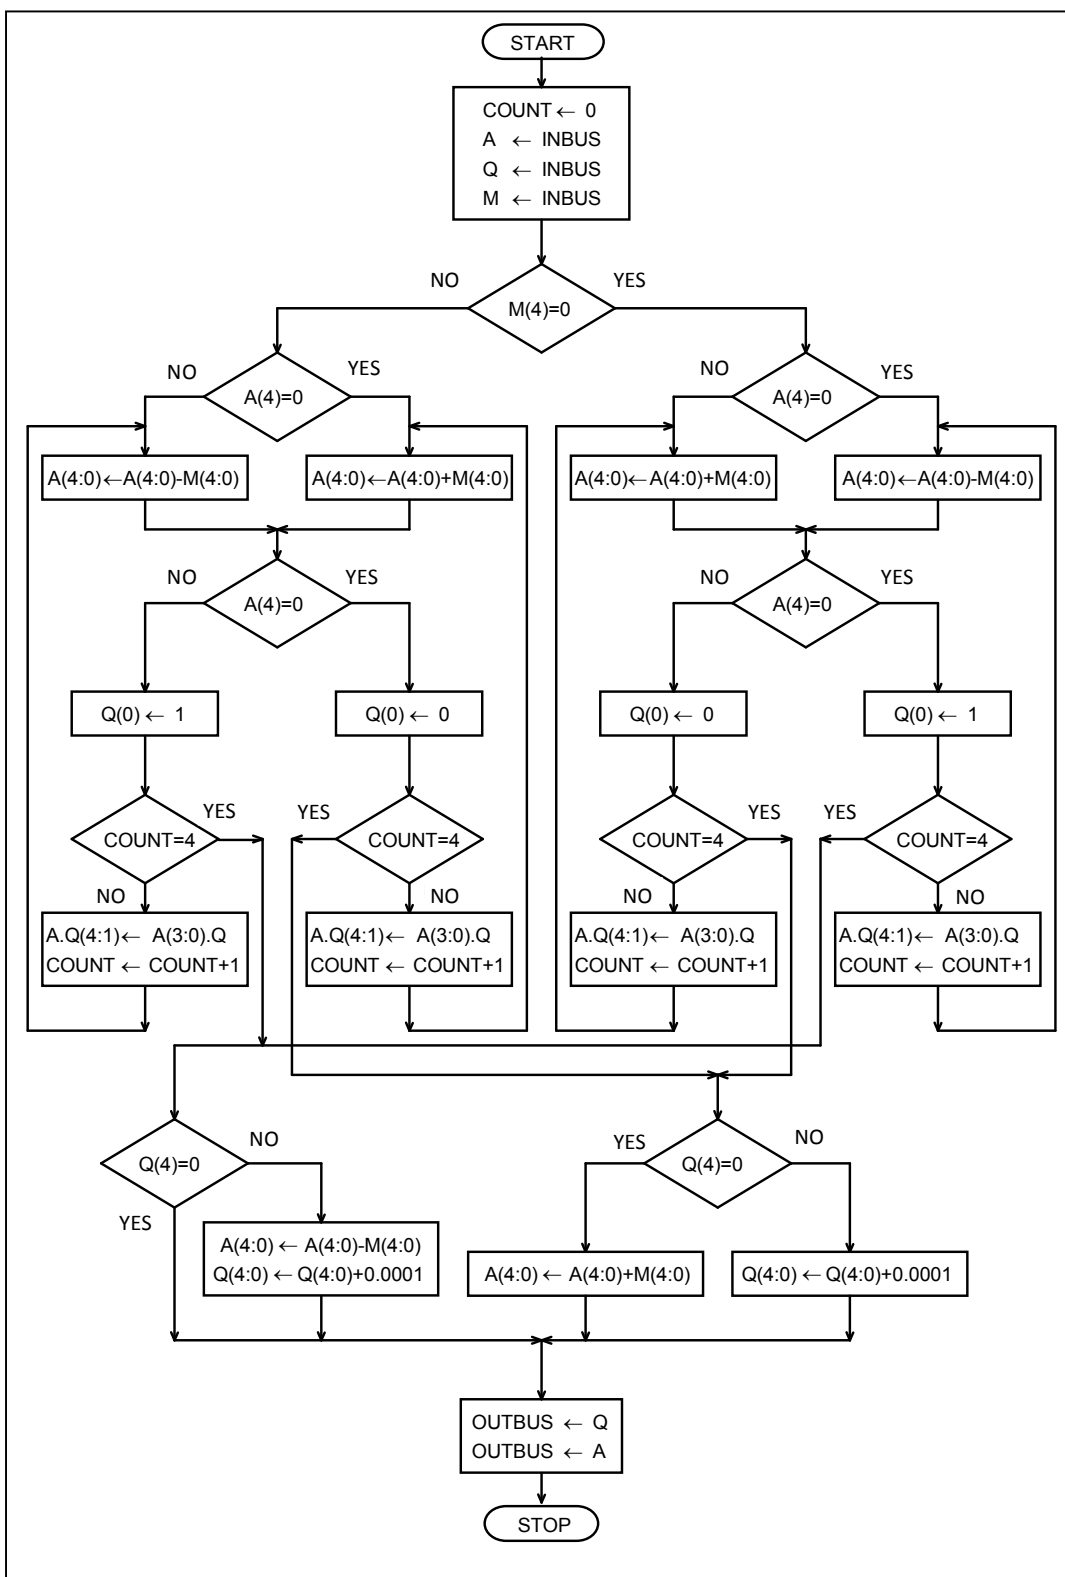 START
COUNT ← 0
A ← INBUS
Q ← INBUS
M ← INBUS
NO
YES
M(4)=0
NO
YES
NO
YES
A(4)=0
A(4)=0
A(4:0)←A(4:0)-M(4:0)
A(4:0)←A(4:0)+M(4:0)
A(4:0)←A(4:0)+M(4:0)
A(4:0)←A(4:0)-M(4:0)
NO
YES
NO
YES
A(4)=0
A(4)=0
Q(0) ← 1
Q(0) ← 0
Q(0) ← 0
Q(0) ← 1
YES
YES
YES
YES
COUNT=4
COUNT=4
COUNT=4
COUNT=4
NO
NO
NO
NO
A.Q(4:1)← A(3:0).Q
COUNT ← COUNT+1
A.Q(4:1)← A(3:0).Q
COUNT ← COUNT+1
A.Q(4:1)← A(3:0).Q
COUNT ← COUNT+1
A.Q(4:1)← A(3:0).Q
COUNT ← COUNT+1
NO
YES
NO
Q(4)=0
Q(4)=0
YES
A(4:0) ← A(4:0)-M(4:0)
Q(4:0) ← Q(4:0)+0.0001
A(4:0) ← A(4:0)+M(4:0)
Q(4:0) ← Q(4:0)+0.0001
OUTBUS ← Q
OUTBUS ← A
STOP